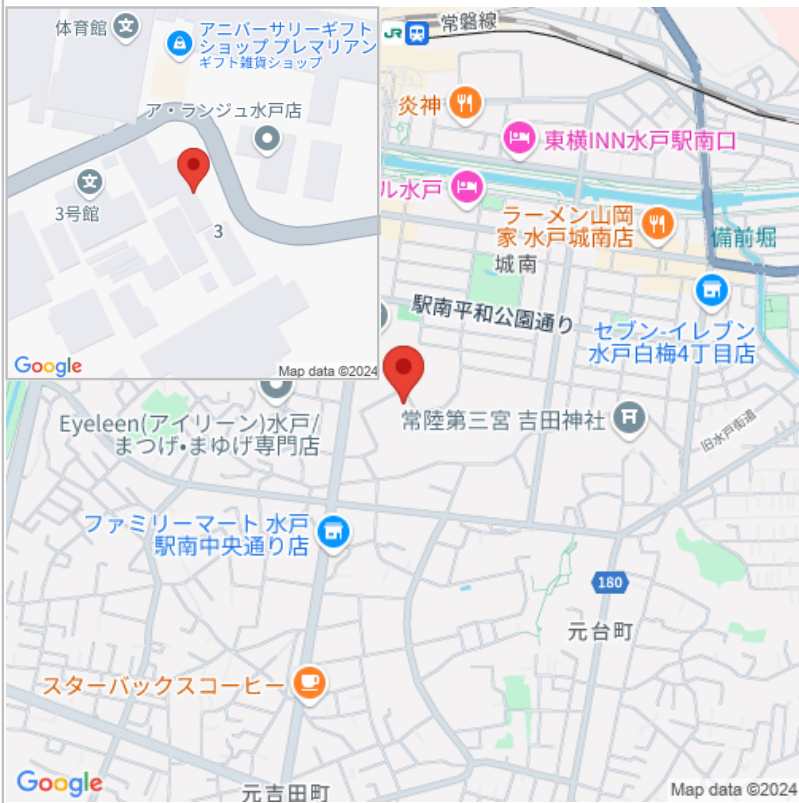 体育館
アニバーサリーギフト
ショップ プレマリアン
ギフト雑貨ショップ
ア・ランジュ水戸店
3号館
3
Google
Map data ©2024
JR
常磐線
炎神
東横INN水戸駅南口
ル水戸
ラーメン山岡
家 水戸城南店
備前堀
城南
駅南平和公園通り
セブン-イレブン
水戸白梅4丁目店
常陸第三宮 吉田神社
旧水戸街道
Eyeleen(アイリーン)水戸/
まつげ・まゆげ専門店
ファミリーマート 水戸
駅南中央通り店
180
元台町
スターバックスコーヒー
元吉田町
Google
Map data ©2024